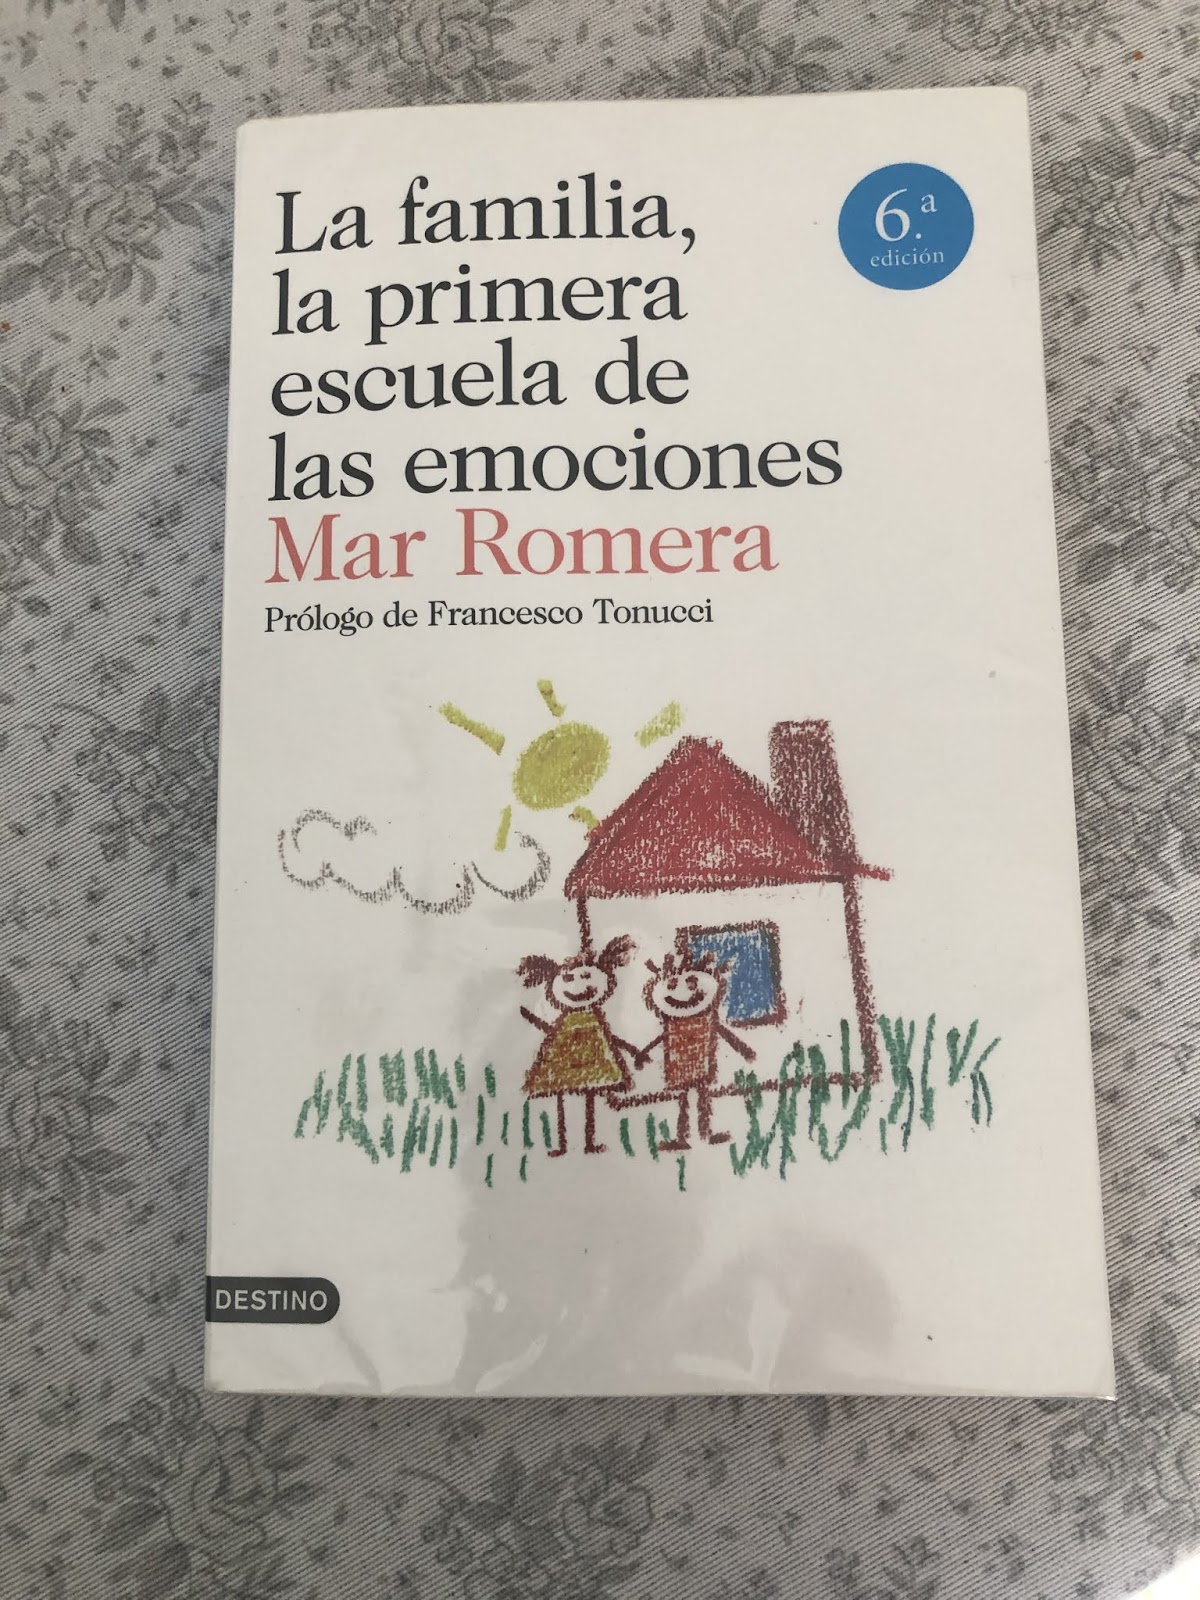 La familia,
la primera
escuela de
las emociones
Mar Romera
Prólogo de Francesco Tonucci
6.ª
edición
DESTINO